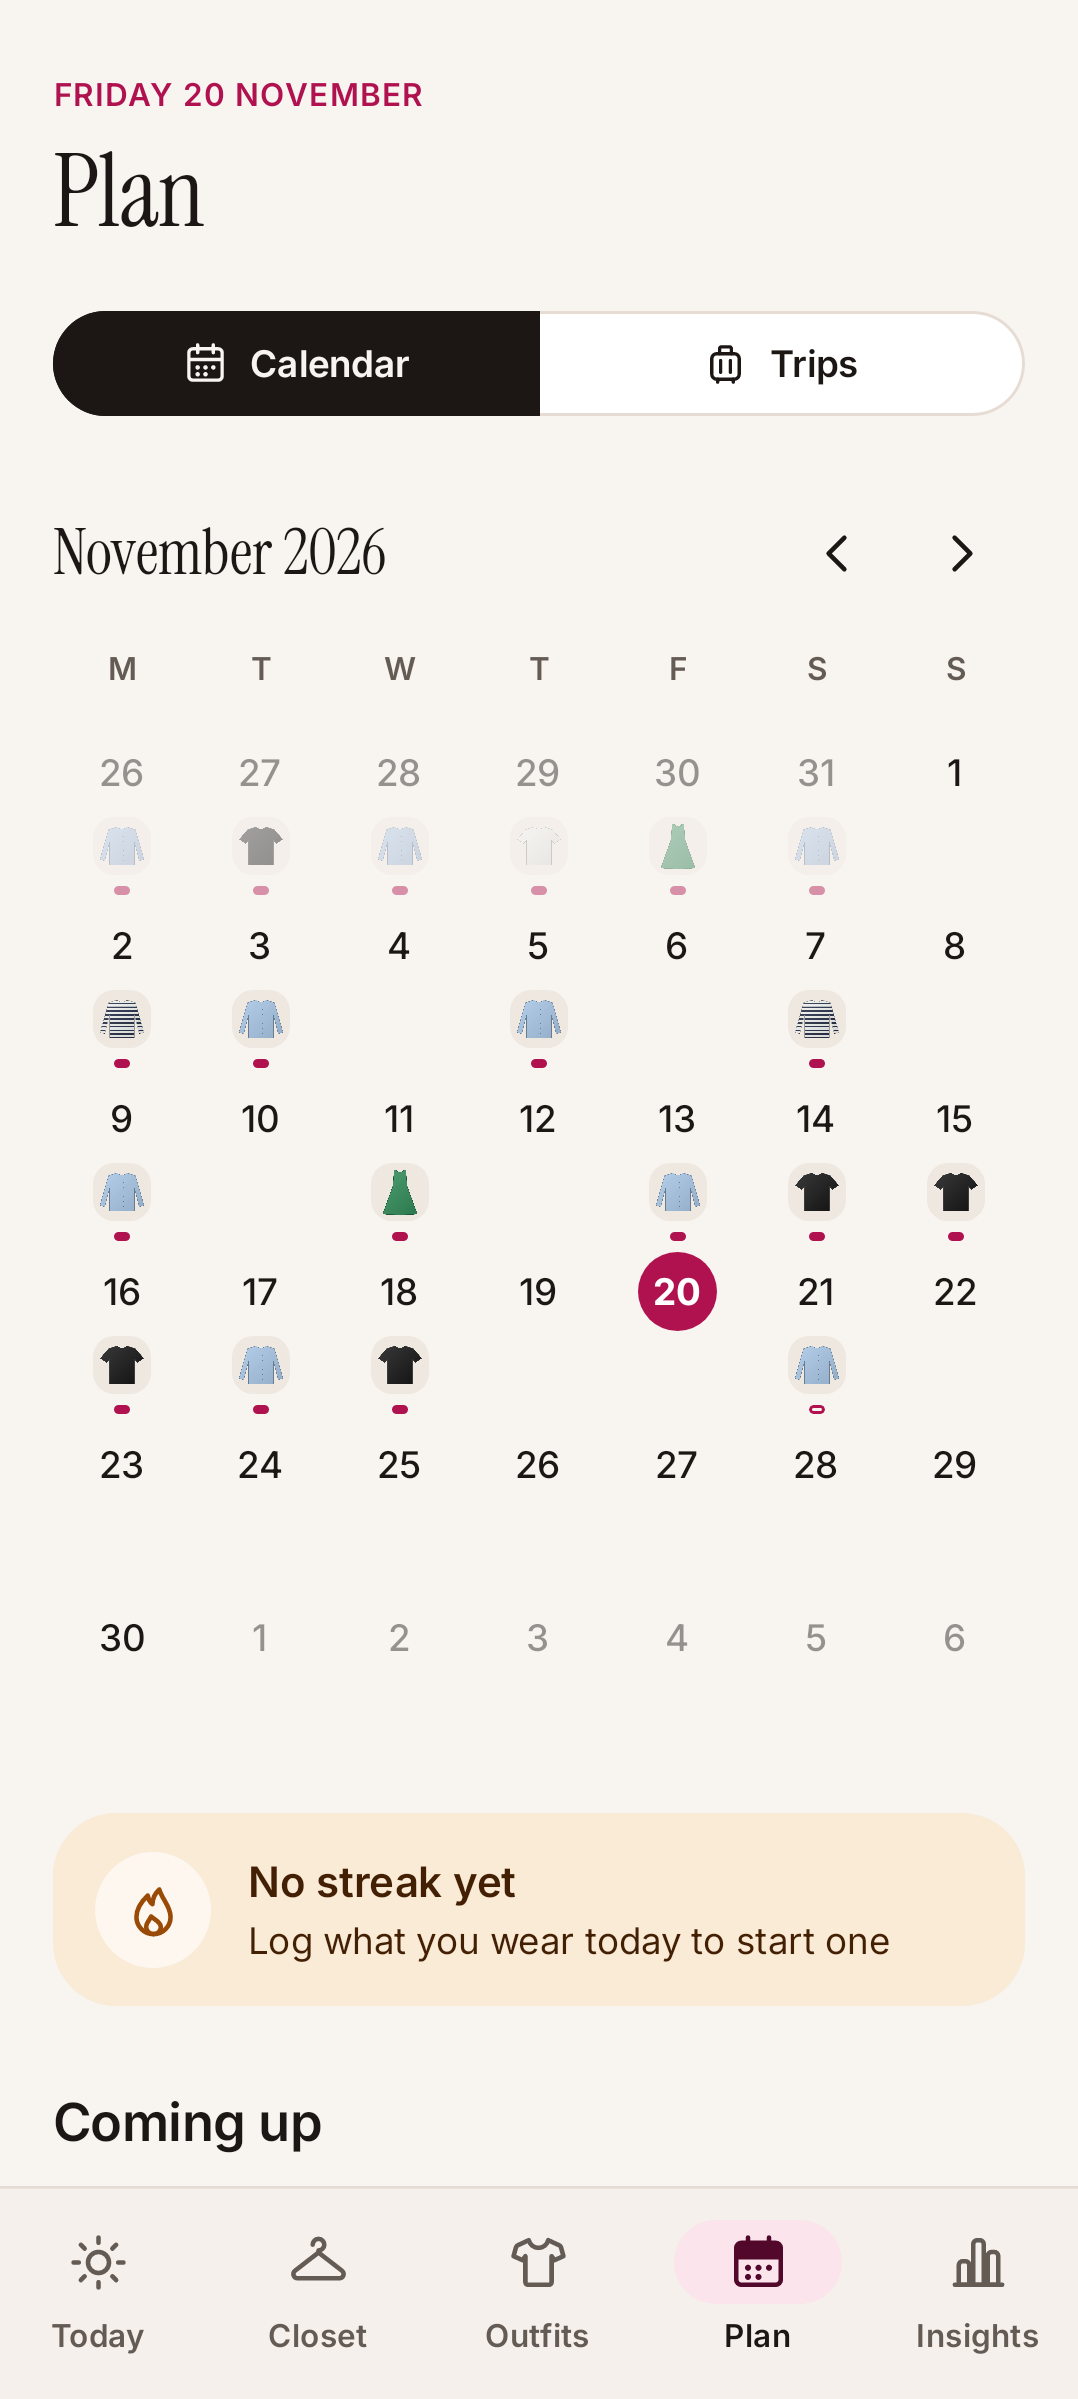 FRIDAY 20 NOVEMBER
Plan
Calendar Trips
November 2026
M T W T F S S
26 27 28 29 30 31 1
2 3 4 5 6 7 8
9 10 11 12 13 14 15
16 17 18 19 20 21 22
23 24 25 26 27 28 29
30 1 2 3 4 5 6
No streak yet
Log what you wear today to start one
Coming up
Today Closet Outfits Plan Insights